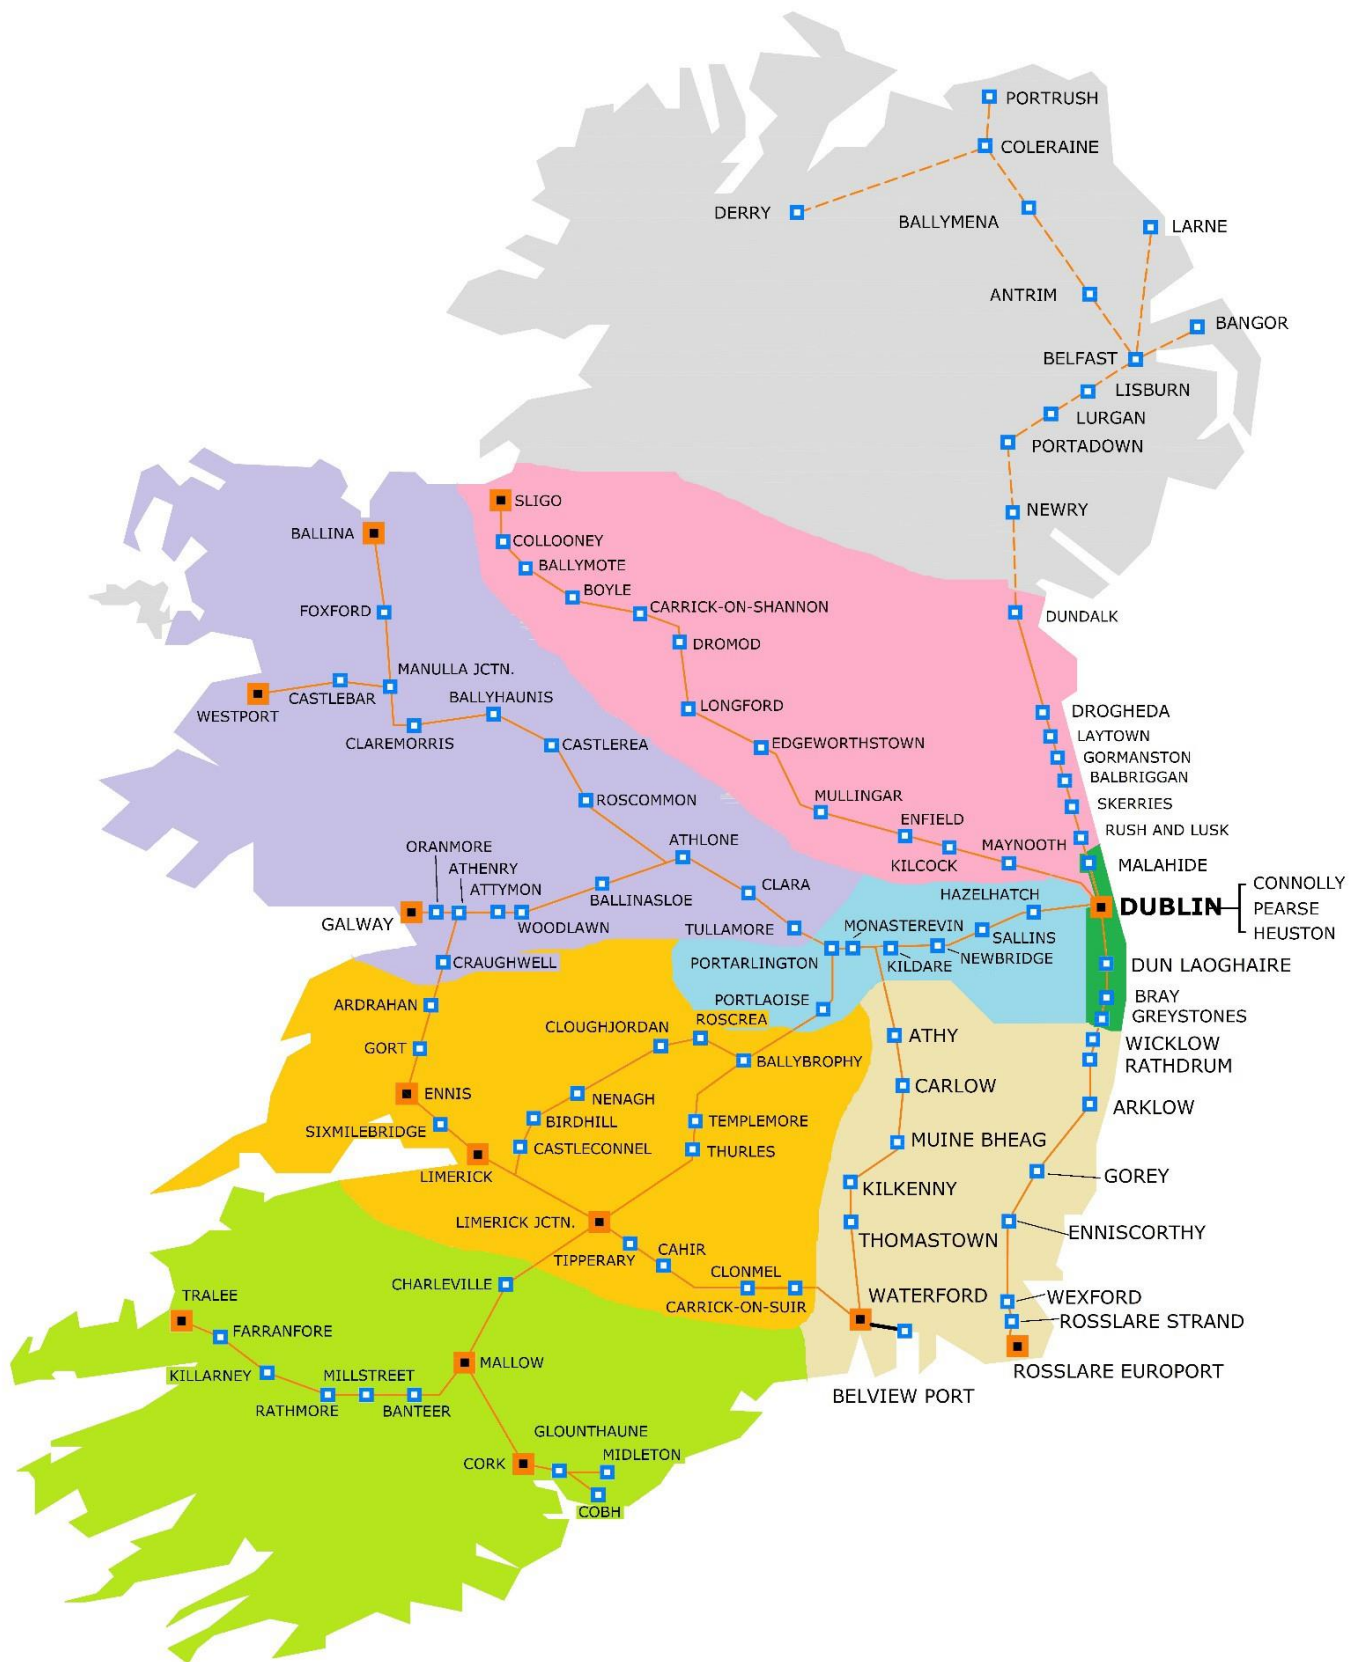 PORTRUSH
COLERAINE
DERRY
BALLYMENA
LARNE
ANTRIM
BANGOR
BELFAST
LISBURN
LURGAN
PORTADOWN
SLIGO
NEWRY
BALLINA
COLLOONEY
BALLYMOTE
BOYLE
CARRICK-ON-SHANNON
FOXFORD
DUNDALK
DROMOD
MANULLA JCTN.
BALLYHAUNIS
CASTLEBAR
LONGFORD
DROGHEDA
WESTPORT
LAYTOWN
CLAREMORRIS
CASTLEREA
EDGEWORTHSTOWN
GORMANSTON
BALBRIGGAN
ROSCOMMON
MULLINGAR
SKERRIES
ENFIELD
RUSH AND LUSK
ORANMORE
ATHLONE
MAYNOOTH
ATHENRY
KILCOCK
MALAHIDE
ATTYMON
CLARA
CONNOLLY
BALLINASLOE
HAZELHATCH
DUBLIN
PEARSE
GALWAY
WOODLAWN
TULLAMORE
MONASTEREVIN
SALLINS
HEUSTON
CRAUGHWELL
PORTARLINGTON
KILDARE
NEWBRIDGE
DUN LAOGHAIRE
BRAY
ARDRAHAN
PORTLAOISE
GREYSTONES
ROSCREA
CLOUGHJORDAN
ATHY
WICKLOW
GORT
BALLYBROPHY
RATHDRUM
CARLOW
ENNIS
NENAGH
ARKLOW
BIRDHILL
TEMPLEMORE
SIXMILEBRIDGE
MUINE BHEAG
CASTLECONNEL
THURLES
LIMERICK
GOREY
KILKENNY
LIMERICK JCTN.
ENNISCORTHY
THOMASTOWN
CAHIR
TIPPERARY
CLONMEL
CHARLEVILLE
TRALEE
WATERFORD
WEXFORD
CARRICK-ON-SUIR
ROSSLARE STRAND
FARRANFORE
MALLOW
KILLARNEY
MILLSTREET
ROSSLARE EUROPORT
BELVIEW PORT
RATHMORE
BANTEER
GLOUNTHAUNE
MIDLETON
CORK
COBH